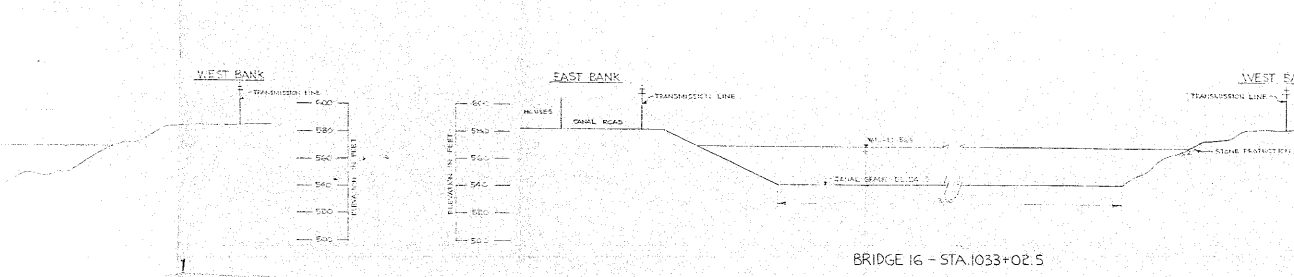 WEST BANK
TRANSMISSION LINE
600
580
560
540
520
500
ELEVATION IN FEET
EAST BANK
600
580
560
540
520
500
ELEVATION IN FEET
HOUSES
CANAL ROAD
TRANSMISSION LINE
CANAL GRADE
WEST BA
TRANSMISSION LINE
STONE PROTECTION
BRIDGE 16 - STA.1033+02.5
1